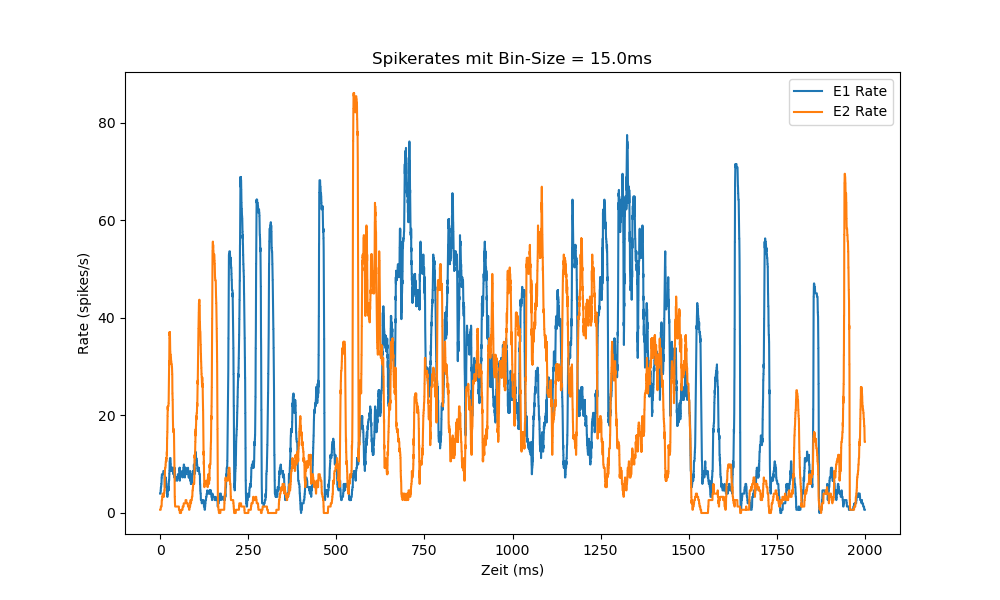 Spikerates mit Bin-Size = 15.0ms
E1 Rate
E2 Rate
Rate (spikes/s)
80
60
40
20
0
0 250 500 750 1000 1250 1500 1750 2000
Zeit (ms)